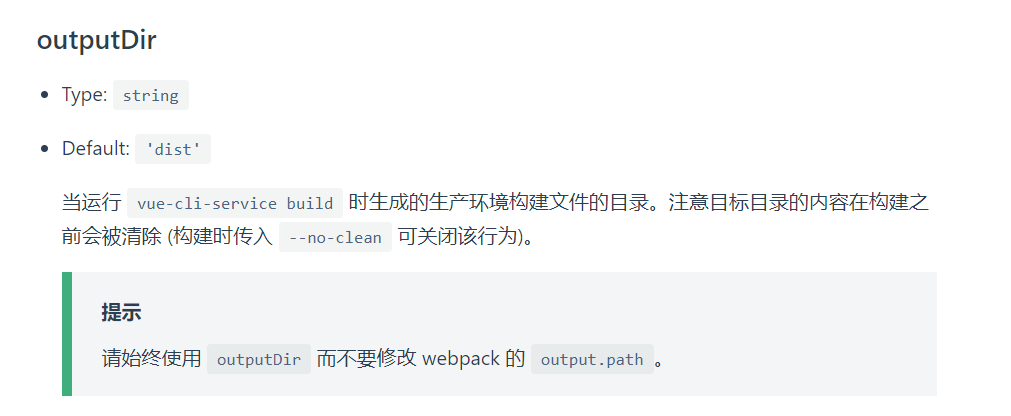 outputDir
Type: string
Default: 'dist'
当运行 vue-cli-service build 时生成的生产环境构建文件的目录。注意目标目录的内容在构建之
前会被清除 (构建时传入 --no-clean 可关闭该行为)。
提示
请始终使用 outputDir 而不要修改 webpack 的 output.path。